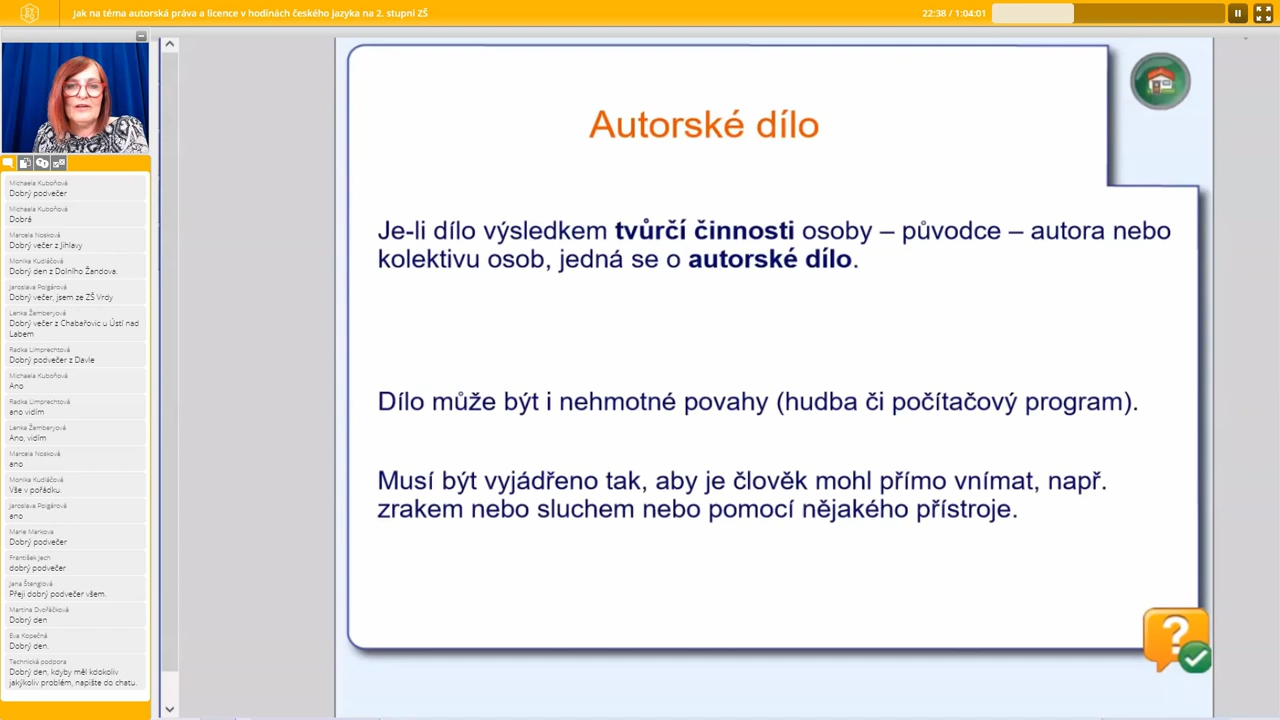 Jak na téma autorská práva a licence v hodinách českého jazyka na 2. stupni ZŠ
22:38 / 1:04:01
Michaela Kuboňová
Dobrý podvečer
Michaela Kuboňová
Dobrá
Marcela Nosková
Dobrý večer z Jihlavy
Monika Kudláčová
Dobrý den z Dolního Žandova.
Jaroslava Polgárová
Dobrý večer, jsem ze ZŠ Vrdy
Lenka Žemberyová
Dobrý večer z Chabařovic u Ústí nad
Labem
Radka Limprechtová
Dobrý podvečer z Davle
Michaela Kuboňová
Ano
Radka Limprechtová
ano vidím
Lenka Žemberyová
Ano, vidím
Marcela Nosková
ano
Monika Kudláčová
Vše v pořádku.
Jaroslava Polgárová
ano
Marie Markova
Dobrý podvečer
František Jech
dobrý podvečer
Jana Štenglová
Přeji dobrý podvečer všem.
Martina Dvořáčková
Dobrý den
Eva Kopečná
Dobrý den.
Technická podpora
Dobrý den, kdyby měl kdokoliv
jakýkoliv problém, napište do chatu.
Autorské dílo
Je-li dílo výsledkem tvůrčí činnosti osoby – původce – autora nebo
kolektivu osob, jedná se o autorské dílo.
Dílo může být i nehmotné povahy (hudba či počítačový program).
Musí být vyjádřeno tak, aby je člověk mohl přímo vnímat, např.
zrakem nebo sluchem nebo pomocí nějakého přístroje.